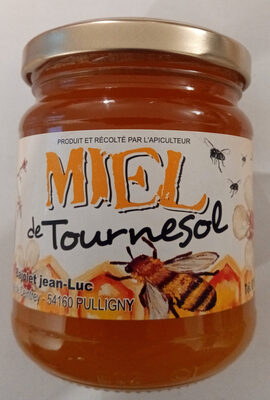 PRODUIT ET RÉCOLTÉ PAR L'APICULTEUR
MIEL
de Tournesol
jean-Luc
54160 PULLIGNY